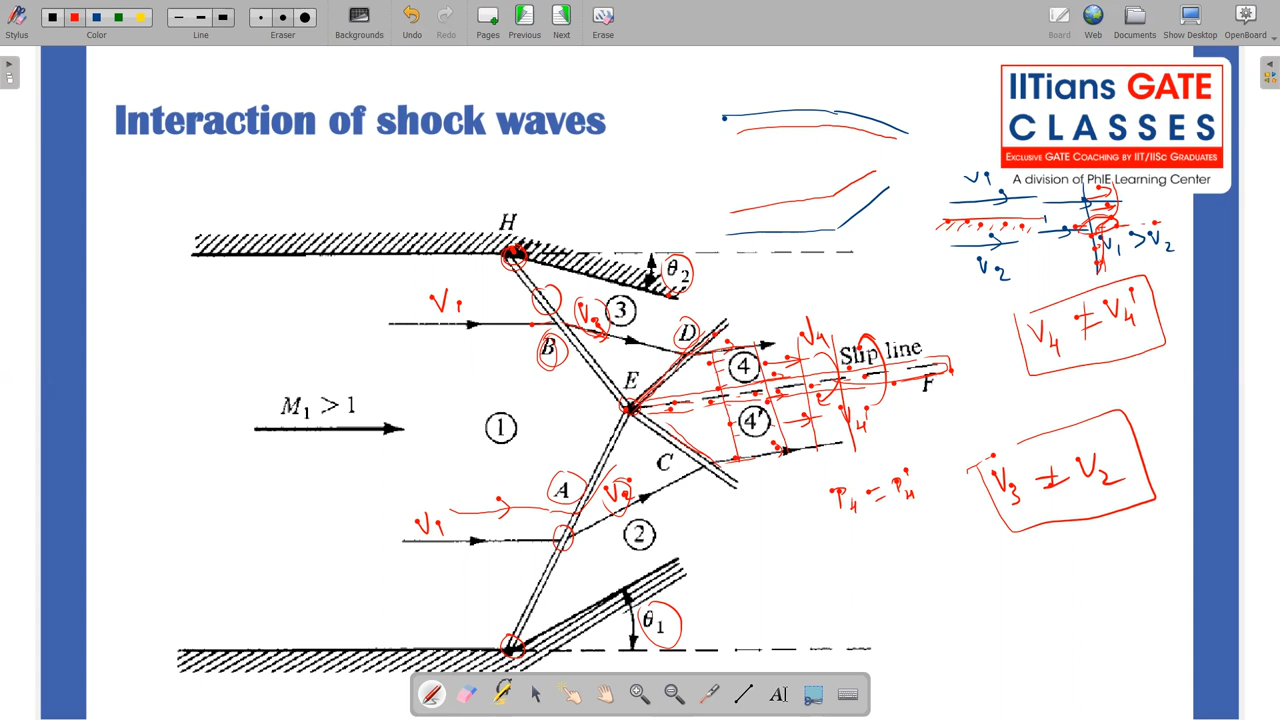 Stylus
Color
Line
Eraser
Backgrounds
Undo
Redo
Pages
Previous
Next
Erase
Board
Web
Documents
Show Desktop
OpenBoard
Interaction of shock waves
IITians GATE
CLASSES
EXCLUSIVE GATE COACHING BY IIT/IISC GRADUATES
A division of PhIE Learning Center
V1
V2
V1 > V2
H
θ2
V1
V3
3
B
D
V4
4
Slip line
V4 ≠ V4'
E
F
M1 > 1
1
4'
V4'
C
A
V2
P4 = P4'
V3 ≠ V2
V1
2
θ1
AI